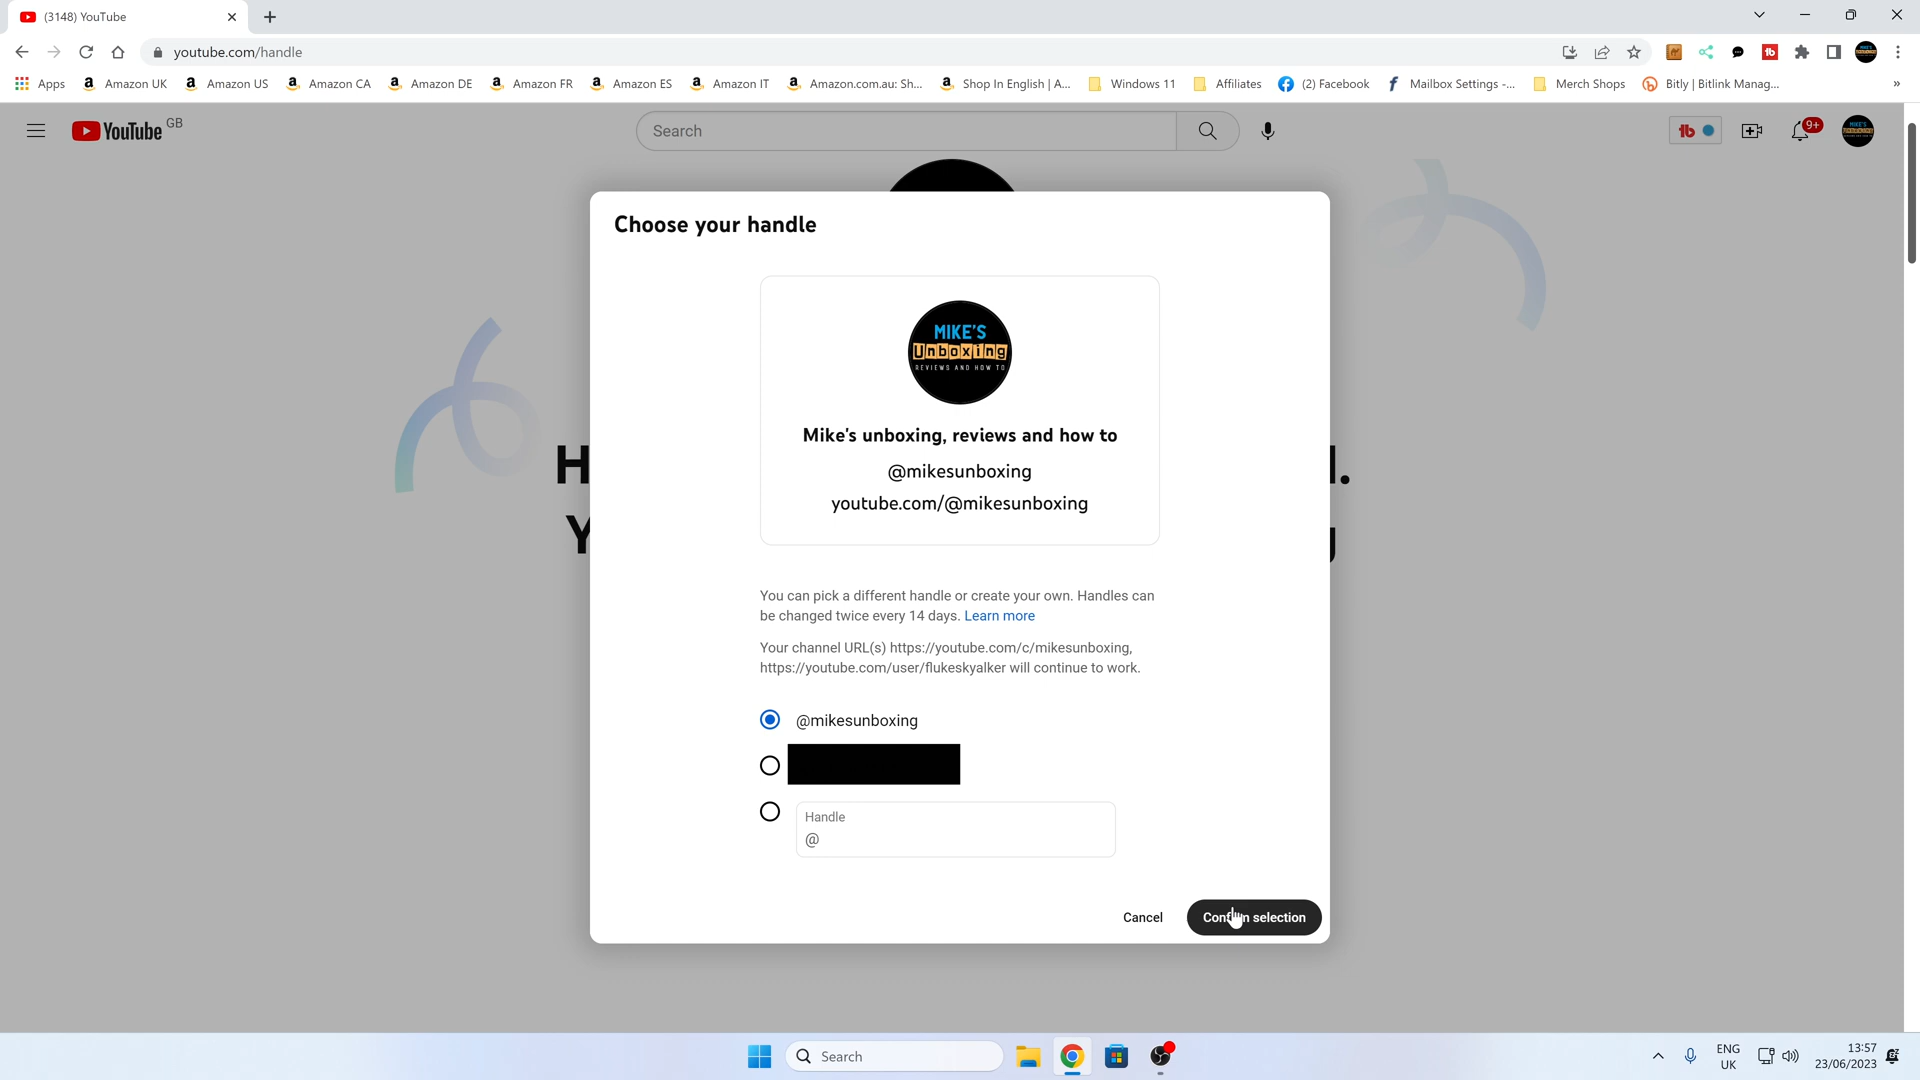 (3148) YouTube
youtube.com/handle
Apps
Amazon UK
Amazon US
Amazon CA
Amazon DE
Amazon FR
Amazon ES
Amazon IT
Amazon.com.au: Sh...
Shop In English | A...
Windows 11
Affiliates
(2) Facebook
Mailbox Settings -...
Merch Shops
Bitly | Bitlink Manag...
»
YouTube GB
Search
tb
9+
Choose your handle
MIKE'S
Unboxing
REVIEWS AND HOW TO
Mike's unboxing, reviews and how to
@mikesunboxing
youtube.com/@mikesunboxing
You can pick a different handle or create your own. Handles can
be changed twice every 14 days. Learn more
Your channel URL(s) https://youtube.com/c/mikesunboxing,
https://youtube.com/user/flukeskyalker will continue to work.
@mikesunboxing
Handle
@
Cancel
Confirm selection
Search
ENG
UK
13:57
23/06/2023